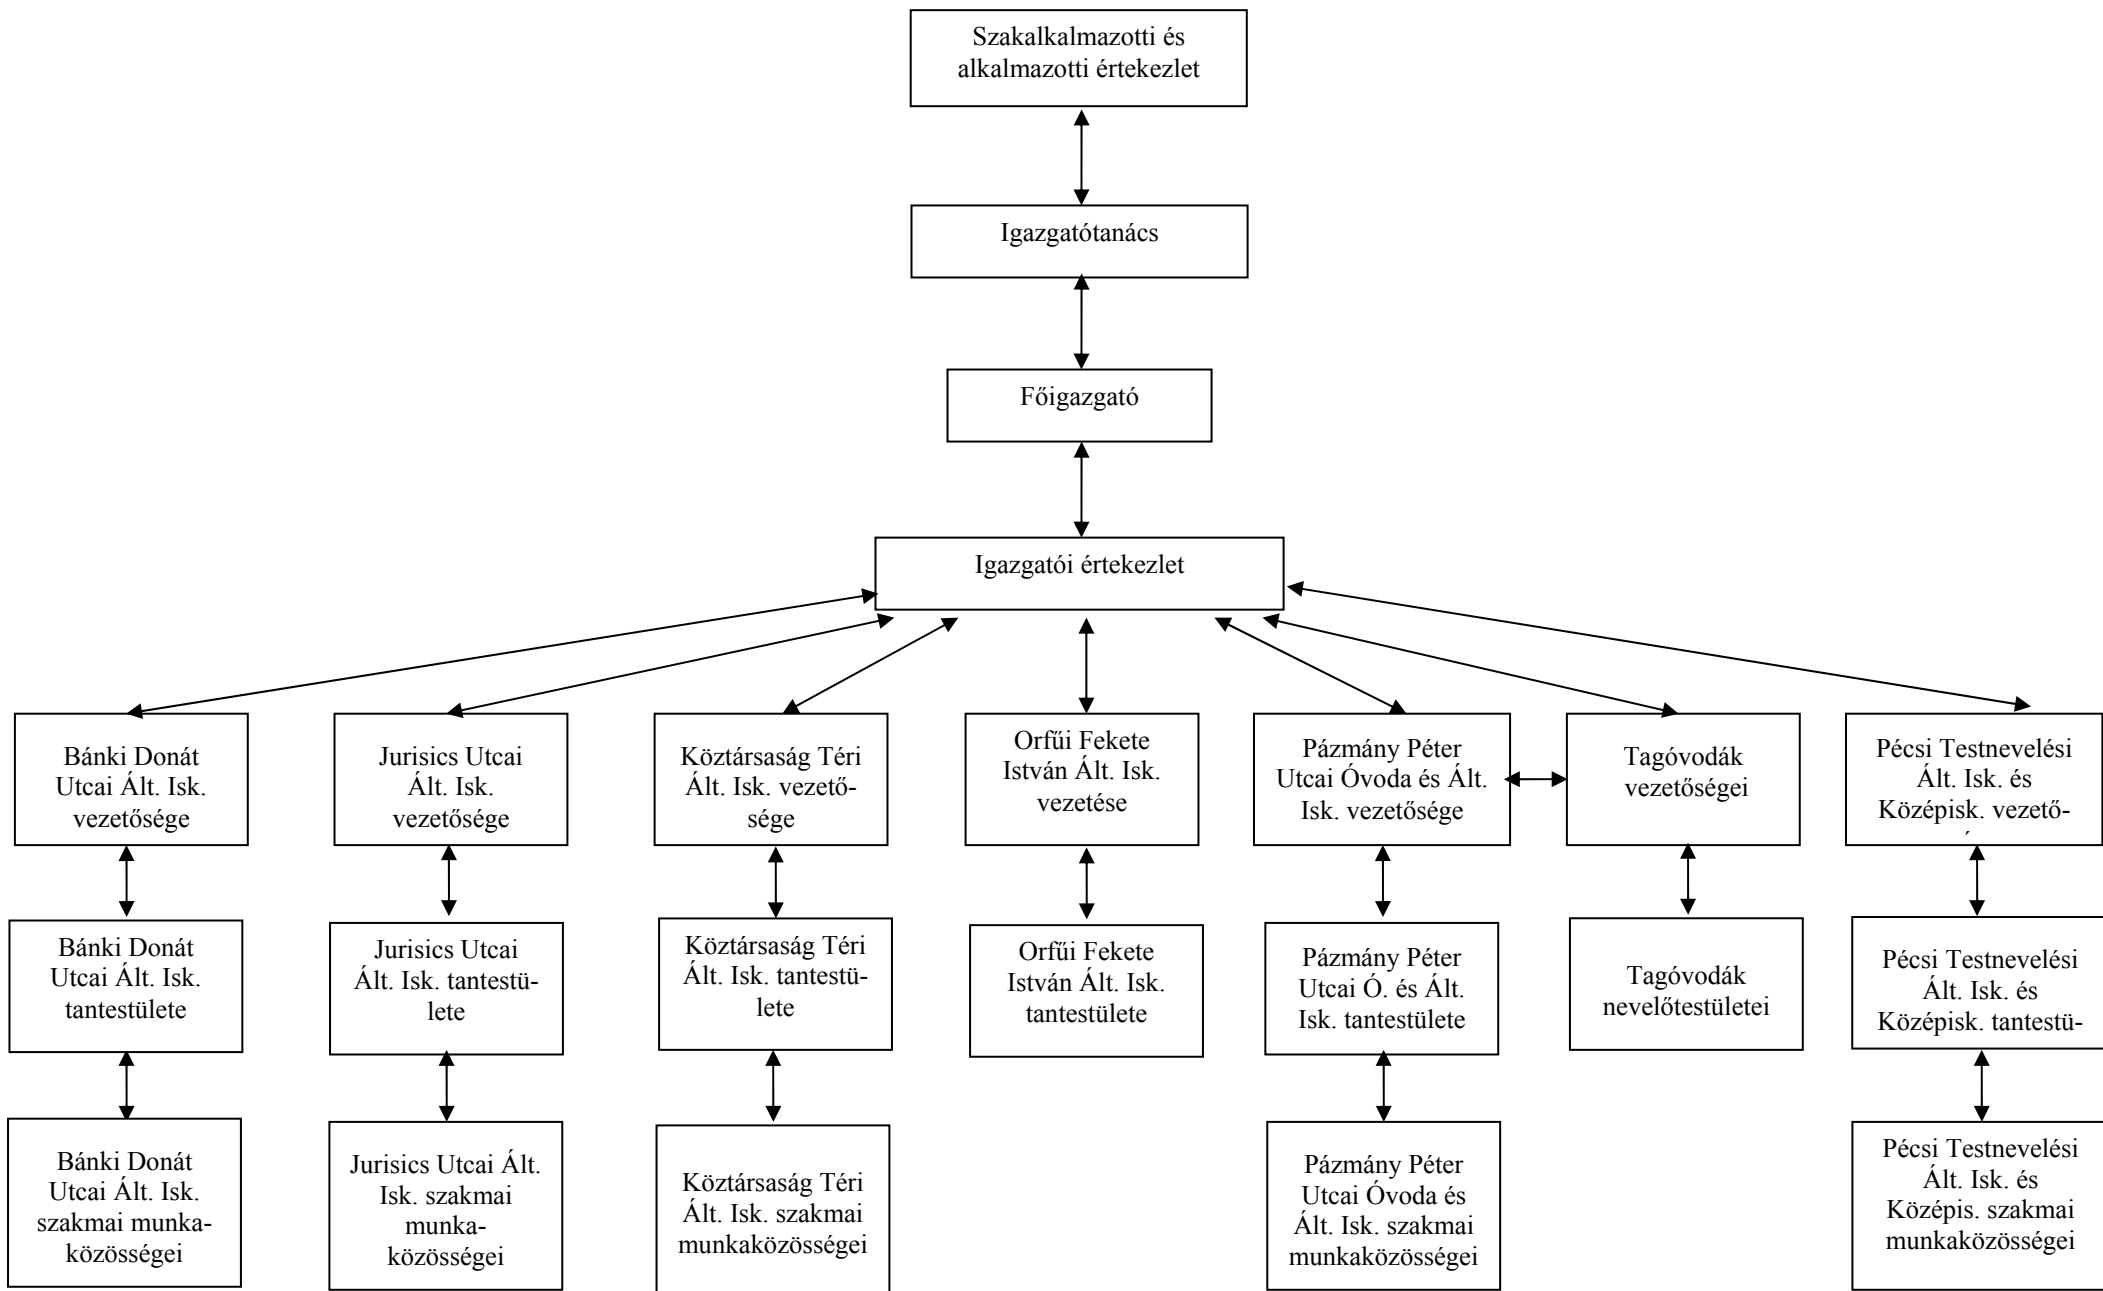 Szakalkalmazotti és
alkalmazotti értekezlet
Igazgatótanács
Főigazgató
Igazgatói értekezlet
Bánki Donát
Utcai Ált. Isk.
vezetősége
Jurisics Utcai
Ált. Isk.
vezetősége
Köztársaság Téri
Ált. Isk. vezető-
sége
Orfűi Fekete
István Ált. Isk.
vezetése
Pázmány Péter
Utcai Óvoda és Ált.
Isk. vezetősége
Tagóvodák
vezetőségei
Pécsi Testnevelési
Ált. Isk. és
Középisk. vezető-
Bánki Donát
Utcai Ált. Isk.
tantestülete
Jurisics Utcai
Ált. Isk. tantestü-
lete
Köztársaság Téri
Ált. Isk. tantestü-
lete
Orfűi Fekete
István Ált. Isk.
tantestülete
Pázmány Péter
Utcai Ó. és Ált.
Isk. tantestülete
Tagóvodák
nevelőtestületei
Pécsi Testnevelési
Ált. Isk. és
Középisk. tantestü-
Bánki Donát
Utcai Ált. Isk.
szakmai munka-
közösségei
Jurisics Utcai Ált.
Isk. szakmai
munka-
közösségei
Köztársaság Téri
Ált. Isk. szakmai
munkaközösségei
Pázmány Péter
Utcai Óvoda és
Ált. Isk. szakmai
munkaközösségei
Pécsi Testnevelési
Ált. Isk. és
Középis. szakmai
munkaközösségei